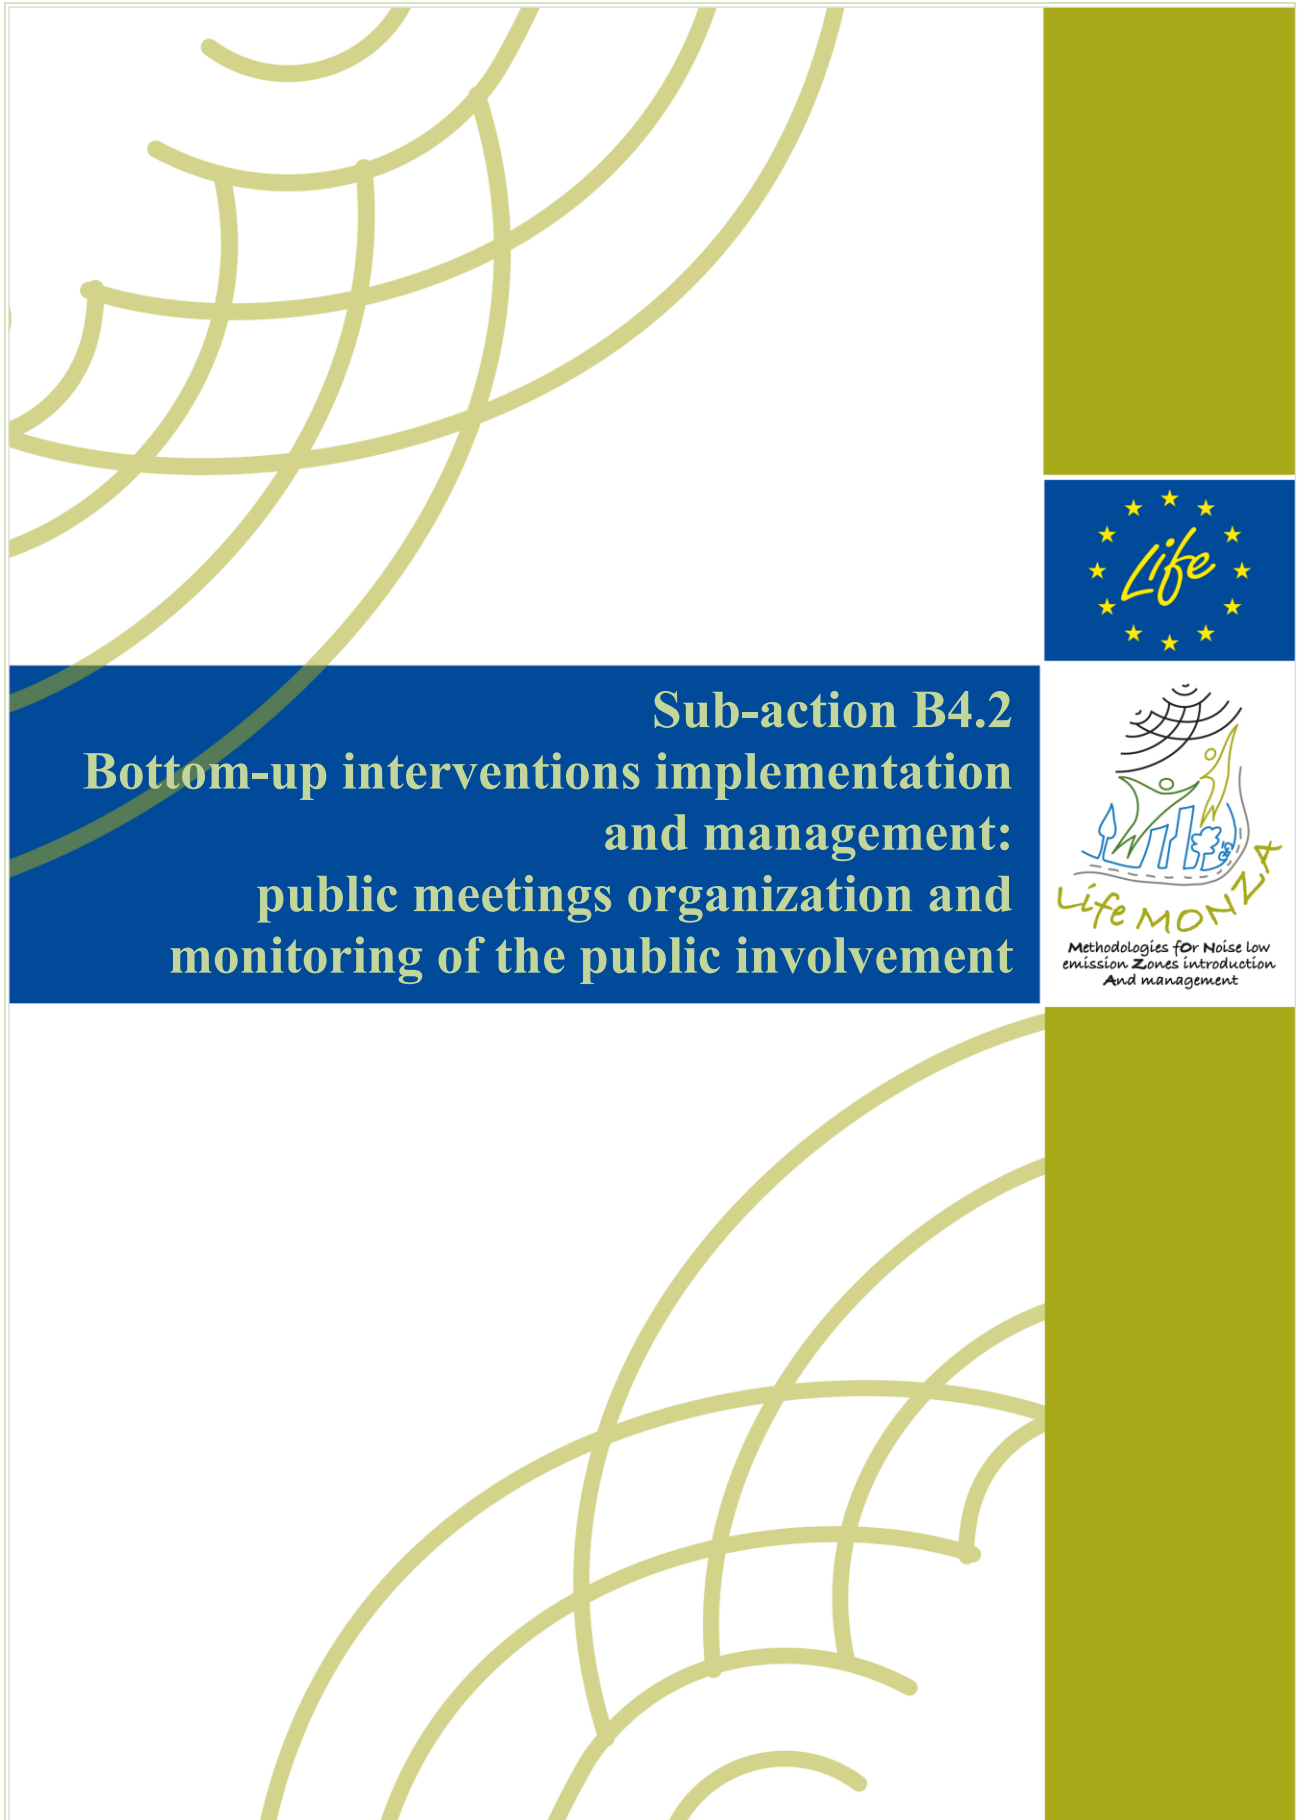 Life
Sub-action B4.2
Bottom-up interventions implementation
and management:
public meetings organization and
monitoring of the public involvement
Life MONZA
Methodologies fOr Noise low
emission Zones introduction
And management